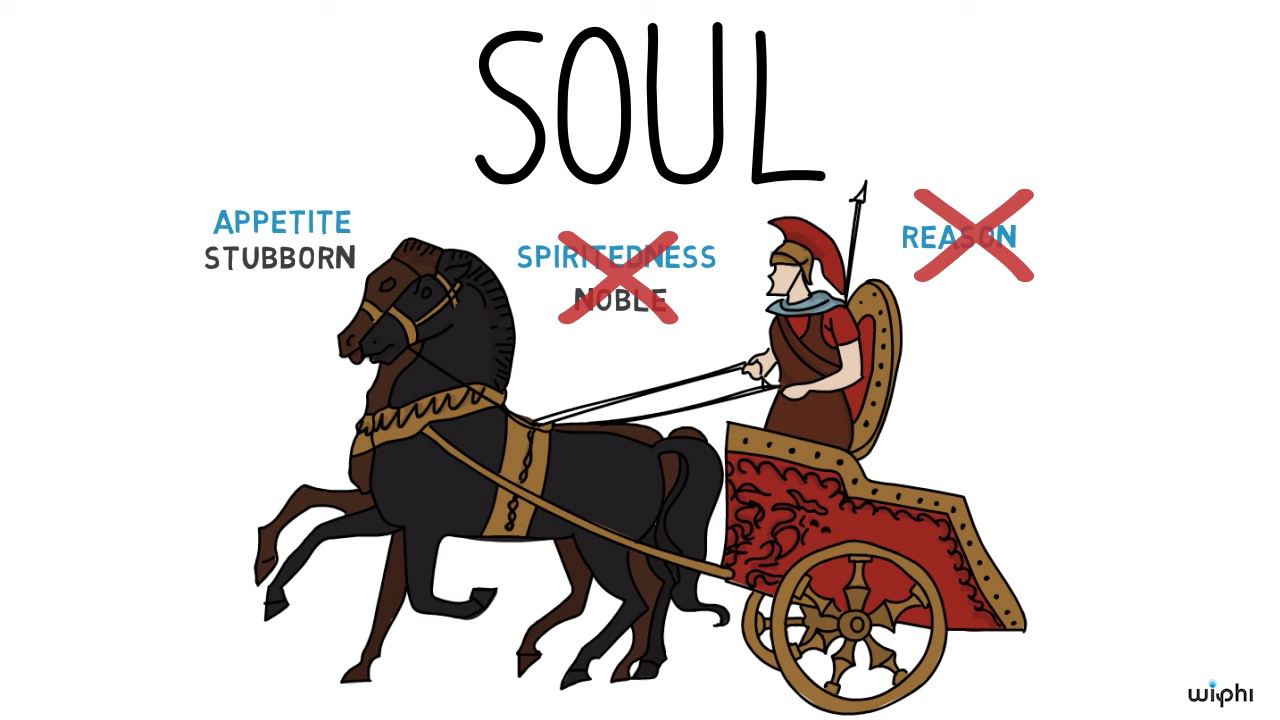 SOUL
APPETITE
STUBBORN
SPIRITEDNESS
NOBLE
REASON
wiphi